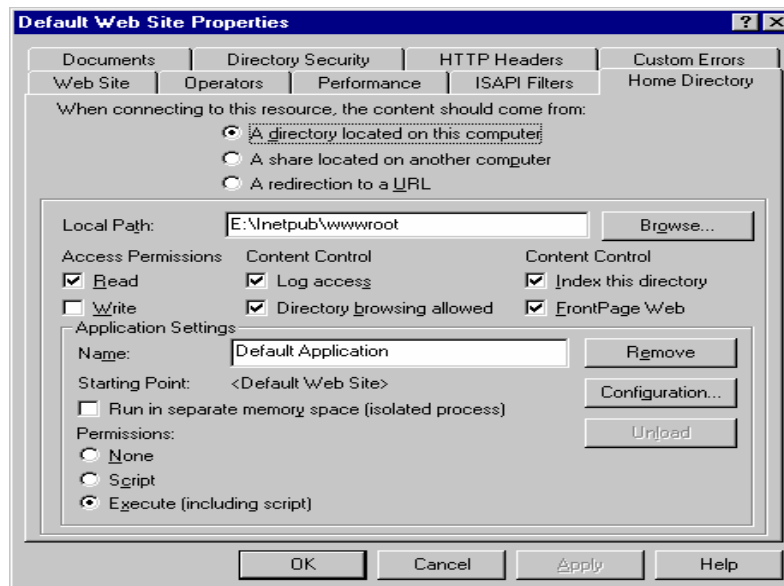 Default Web Site Properties
Documents Directory Security HTTP Headers Custom Errors
Web Site Operators Performance ISAPI Filters Home Directory
When connecting to this resource, the content should come from:
A directory located on this computer
A share located on another computer
A redirection to a URL
Local Path: E:\Inetpub\wwwroot Browse...
Access Permissions Content Control Content Control
Read Log access Index this directory
Write Directory browsing allowed FrontPage Web
Application Settings
Name: Default Application Remove
Starting Point: <Default Web Site> Configuration...
Run in separate memory space (isolated process)
Permissions: Unload
None
Script
Execute (including script)
OK Cancel Apply Help